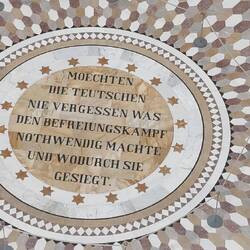 MOECHTEN
DIE TEUTSCHEN
NIE VERGESSEN WAS
DEN BEFREIUNGSKAMPF
NOTHWENDIG MACHTE
UND WODURCH SIE
GESIEGT.